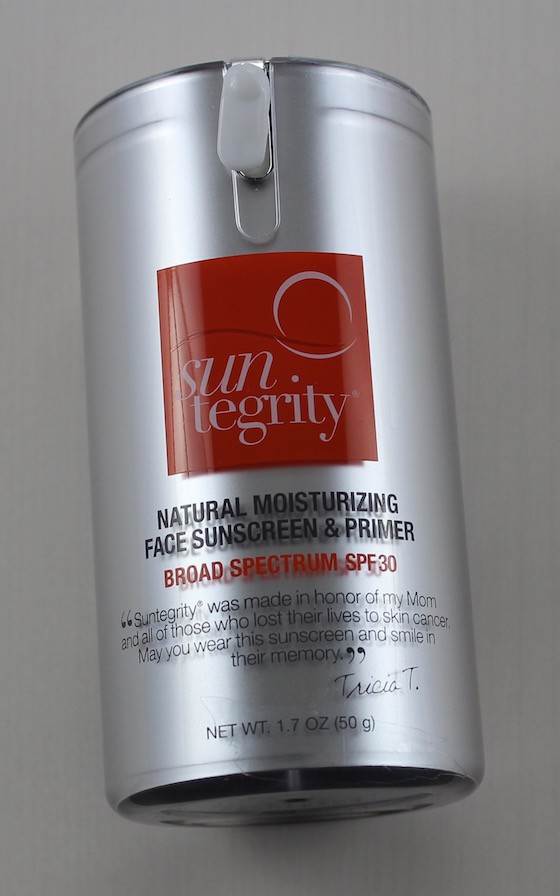 sun
tegrity®
NATURAL MOISTURIZING
FACE SUNSCREEN & PRIMER
BROAD SPECTRUM SPF30
“Suntegrity® was made in honor of my Mom
and all of those who lost their lives to skin cancer.
May you wear this sunscreen and smile in
their memory.”
Tricia T.
NET WT. 1.7 OZ (50 g)